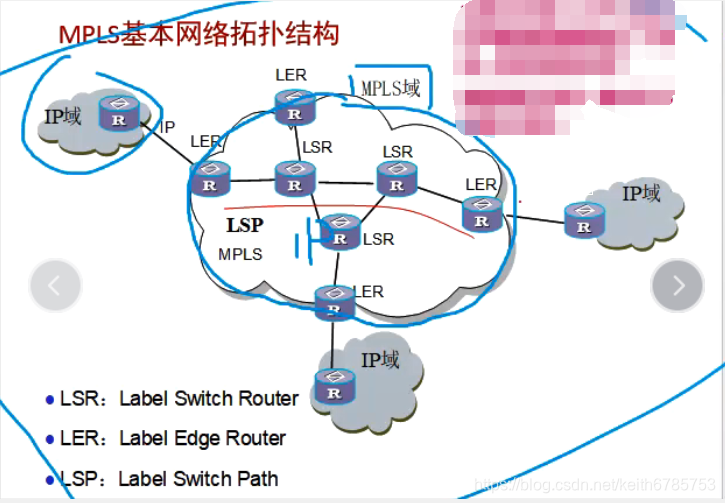 MPLS基本网络拓扑结构
LER
MPLS域
IP域
R
R
IP
LER
LSR
LSR
R
R
R
LER
IP域
R
R
LSP
R
LSR
MPLS
LER
R
IP域
R
LSR：Label Switch Router
LER：Label Edge Router
LSP：Label Switch Path
https://blog.csdn.net/keith6785753